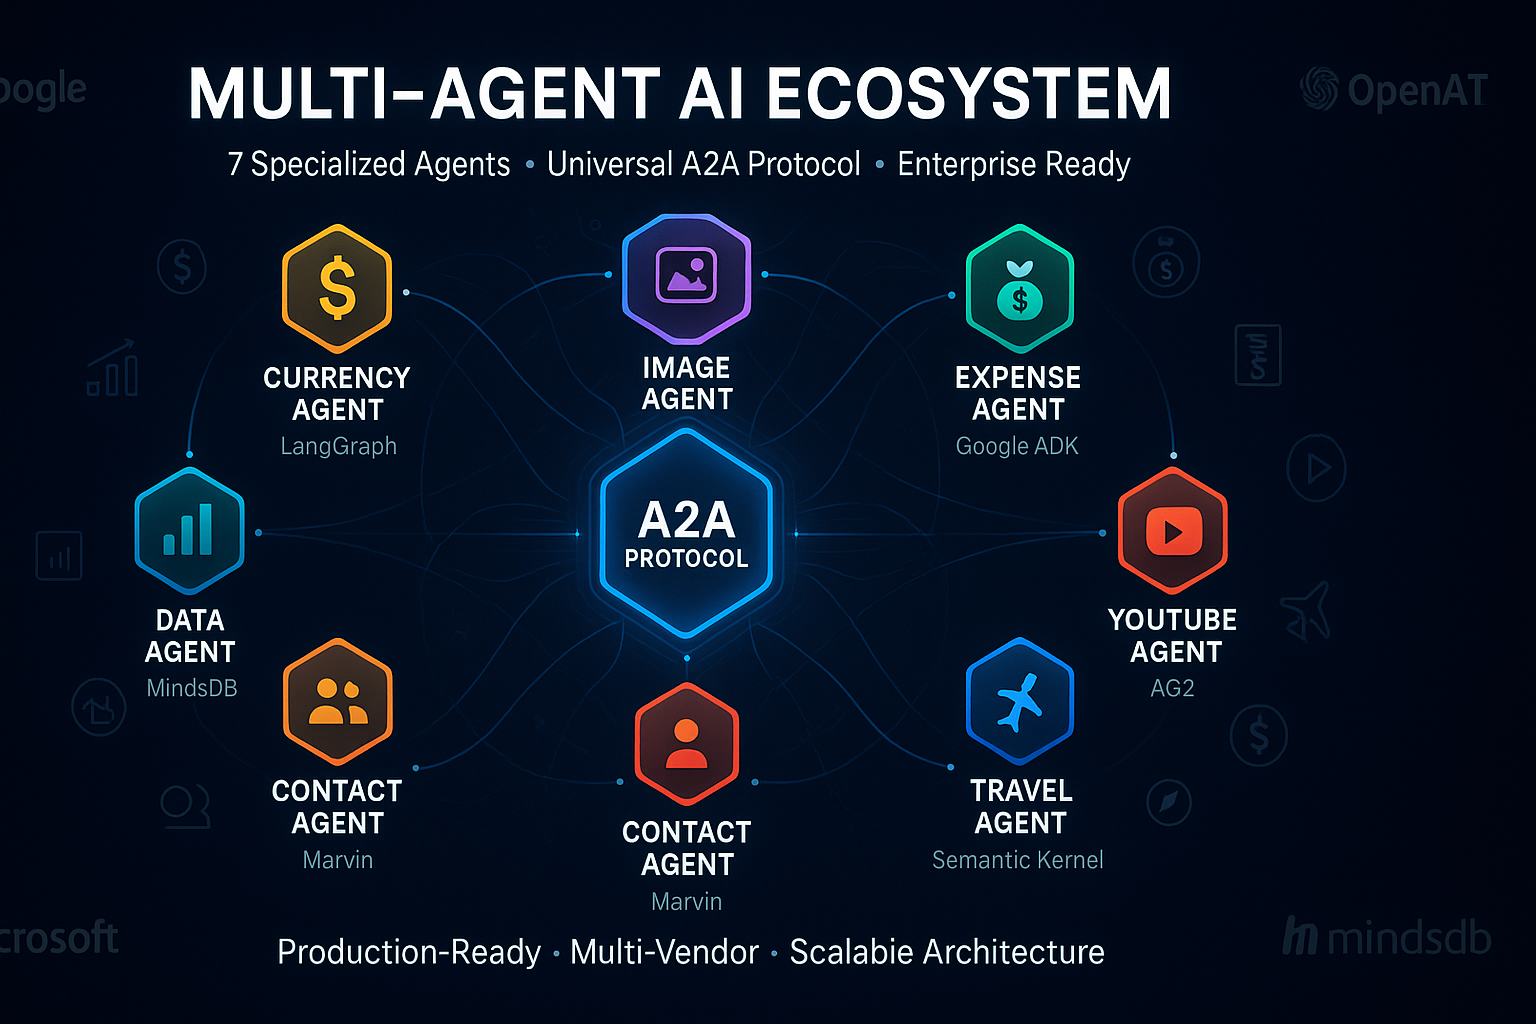 oogle
OpenAT
MULTI-AGENT AI ECOSYSTEM
7 Specialized Agents • Universal A2A Protocol • Enterprise Ready
CURRENCY
AGENT
LangGraph
IMAGE
AGENT
EXPENSE
AGENT
Google ADK
A2A
PROTOCOL
DATA
AGENT
MindsDB
YOUTUBE
AGENT
AG2
CONTACT
AGENT
Marvin
CONTACT
AGENT
Marvin
TRAVEL
AGENT
Semantic Kernel
crosoft
mindsdb
Production-Ready · Multi-Vendor · Scalabie Architecture